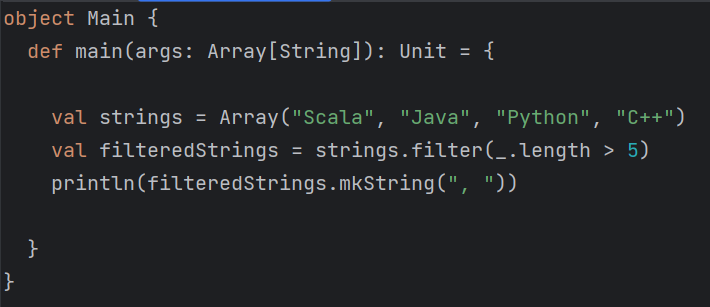 object Main {
  def main(args: Array[String]): Unit = {
    val strings = Array("Scala", "Java", "Python", "C++")
    val filteredStrings = strings.filter(_.length > 5)
    println(filteredStrings.mkString(", "))
  }
}